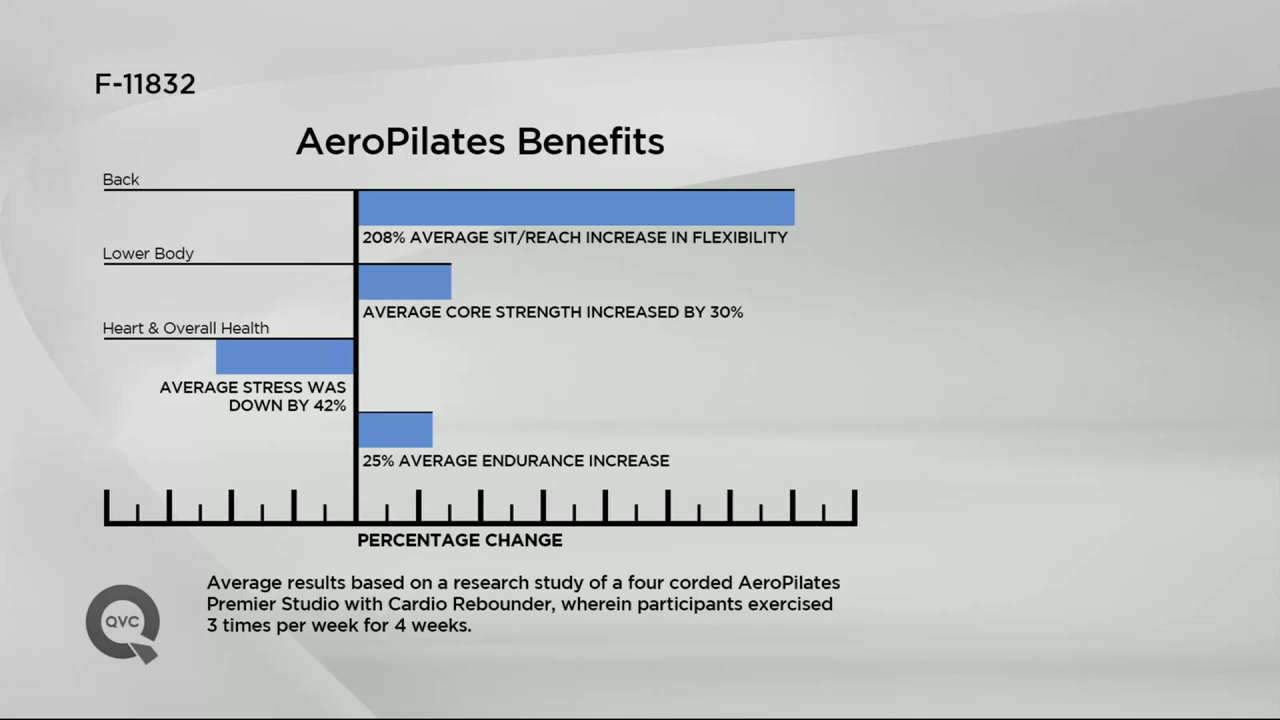 F-11832
AeroPilates Benefits
Back
208% AVERAGE SIT/REACH INCREASE IN FLEXIBILITY
Lower Body
AVERAGE CORE STRENGTH INCREASED BY 30%
Heart & Overall Health
AVERAGE STRESS WAS
DOWN BY 42%
25% AVERAGE ENDURANCE INCREASE
PERCENTAGE CHANGE
Average results based on a research study of a four corded AeroPilates
Premier Studio with Cardio Rebounder, wherein participants exercised
3 times per week for 4 weeks.
QVC